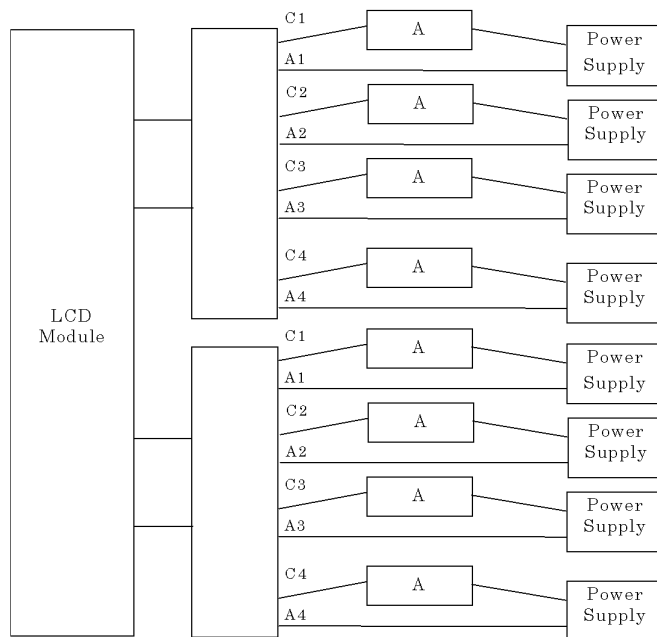 C1
A
Power
Supply
A1
C2
A
Power
Supply
A2
C3
A
Power
Supply
A3
C4
A
Power
Supply
A4
LCD
Module
C1
A
Power
Supply
A1
C2
A
Power
Supply
A2
C3
A
Power
Supply
A3
C4
A
Power
Supply
A4